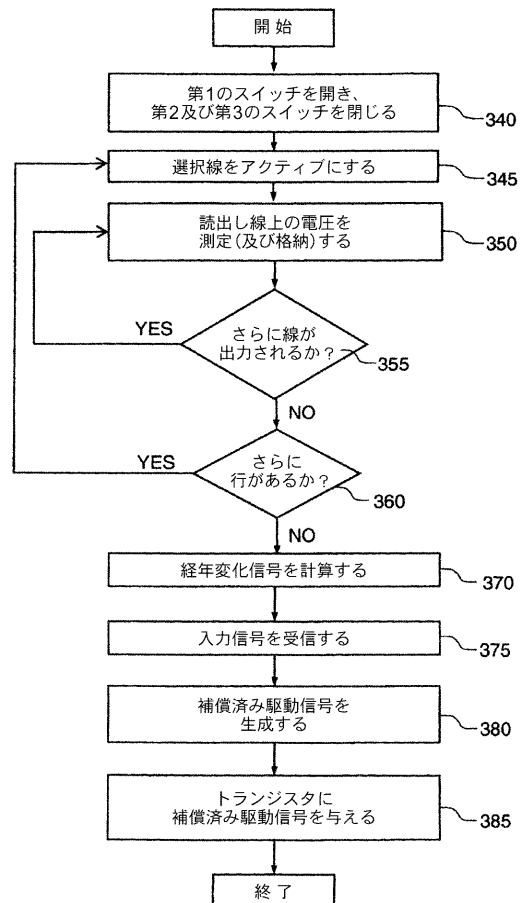 開始
第1のスイッチを開き、
第2及び第3のスイッチを閉じる
340
選択線をアクティブにする
345
読出し線上の電圧を
測定(及び格納)する
350
YES
さらに線が
出力されるか?
355
NO
YES
さらに
行があるか?
360
NO
経年変化信号を計算する
370
入力信号を受信する
375
補償済み駆動信号を
生成する
380
トランジスタに
補償済み駆動信号を与える
385
終了